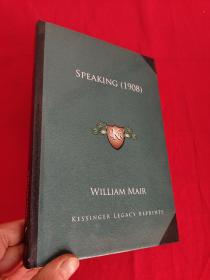 SPEAKING (1908)
K
WILLIAM MAIR
KESSINGER LEGACY REPRINTS